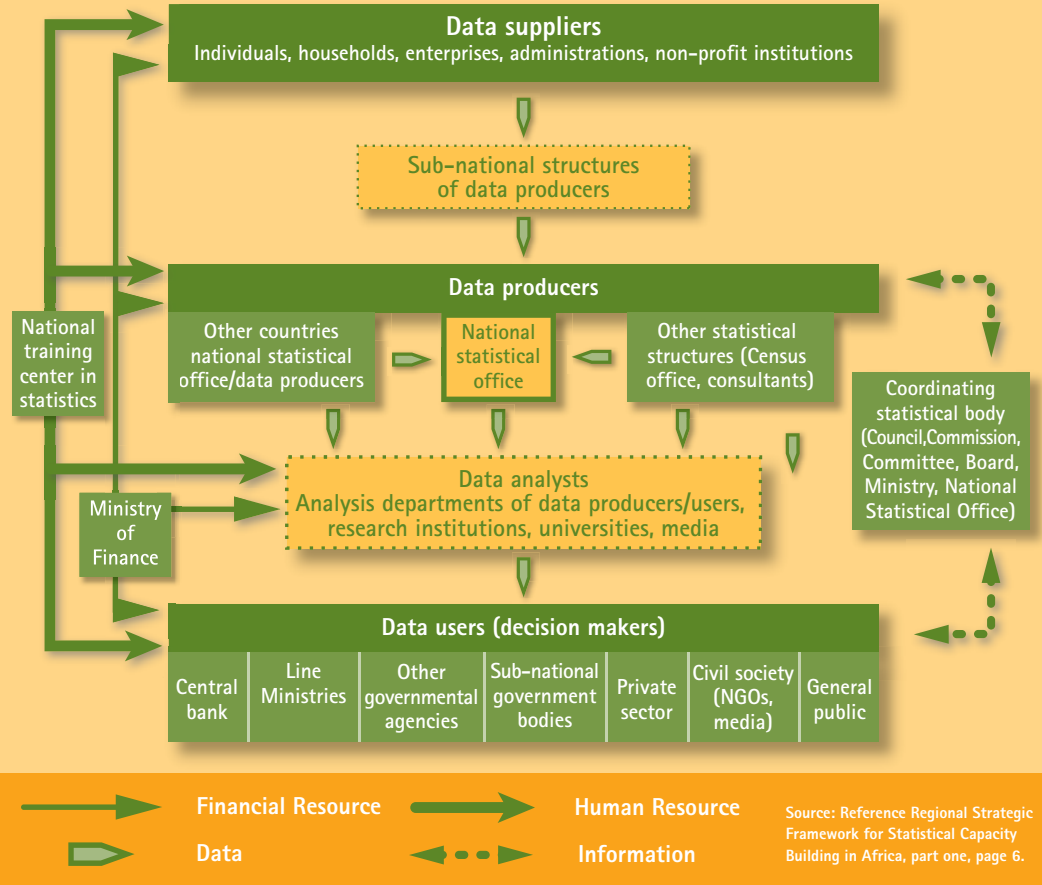 Data suppliers
Individuals, households, enterprises, administrations, non-profit institutions
Sub-national structures
of data producers
Data producers
National
training
center in
statistics
Other countries
national statistical
office/data producers
National
statistical
office
Other statistical
structures (Census
office, consultants)
Coordinating
statistical body
(Council,Commission,
Committee, Board,
Ministry, National
Statistical Office)
Data analysts
Analysis departments of data producers/users,
research institutions, universities, media
Ministry
of
Finance
Data users (decision makers)
Central
bank
Line
Ministries
Other
governmental
agencies
Sub-national
government
bodies
Private
sector
Civil society
(NGOs,
media)
General
public
Financial Resource
Human Resource
Data
Information
Source: Reference Regional Strategic
Framework for Statistical Capacity
Building in Africa, part one, page 6.